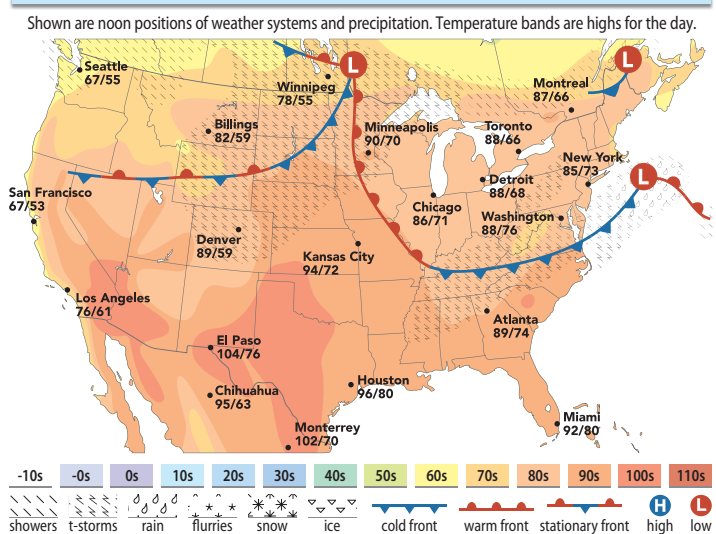 Shown are noon positions of weather systems and precipitation. Temperature bands are highs for the day.
Seattle
67/55
Winnipeg
78/55
L
L
Montreal
87/66
Billings
82/59
Minneapolis
90/70
Toronto
88/66
New York
85/73
L
San Francisco
67/53
Detroit
88/68
Chicago
86/71
Washington
88/76
Denver
89/59
Kansas City
94/72
Los Angeles
76/61
Atlanta
89/74
El Paso
104/76
Chihuahua
95/63
Houston
96/80
Miami
92/80
Monterrey
102/70
-10s -0s 0s 10s 20s 30s 40s 50s 60s 70s 80s 90s 100s 110s
H L
showers t-storms rain flurries snow ice cold front warm front stationary front high low